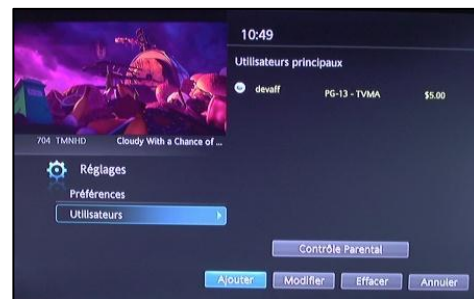 10:49
Utilisateurs principaux
devaff PG-13 - TVMA $5.00
704 TMNHD Cloudy With a Chance of ...
Réglages
Préférences
Utilisateurs
Contrôle Parental
Ajouter Modifier Effacer Annuler